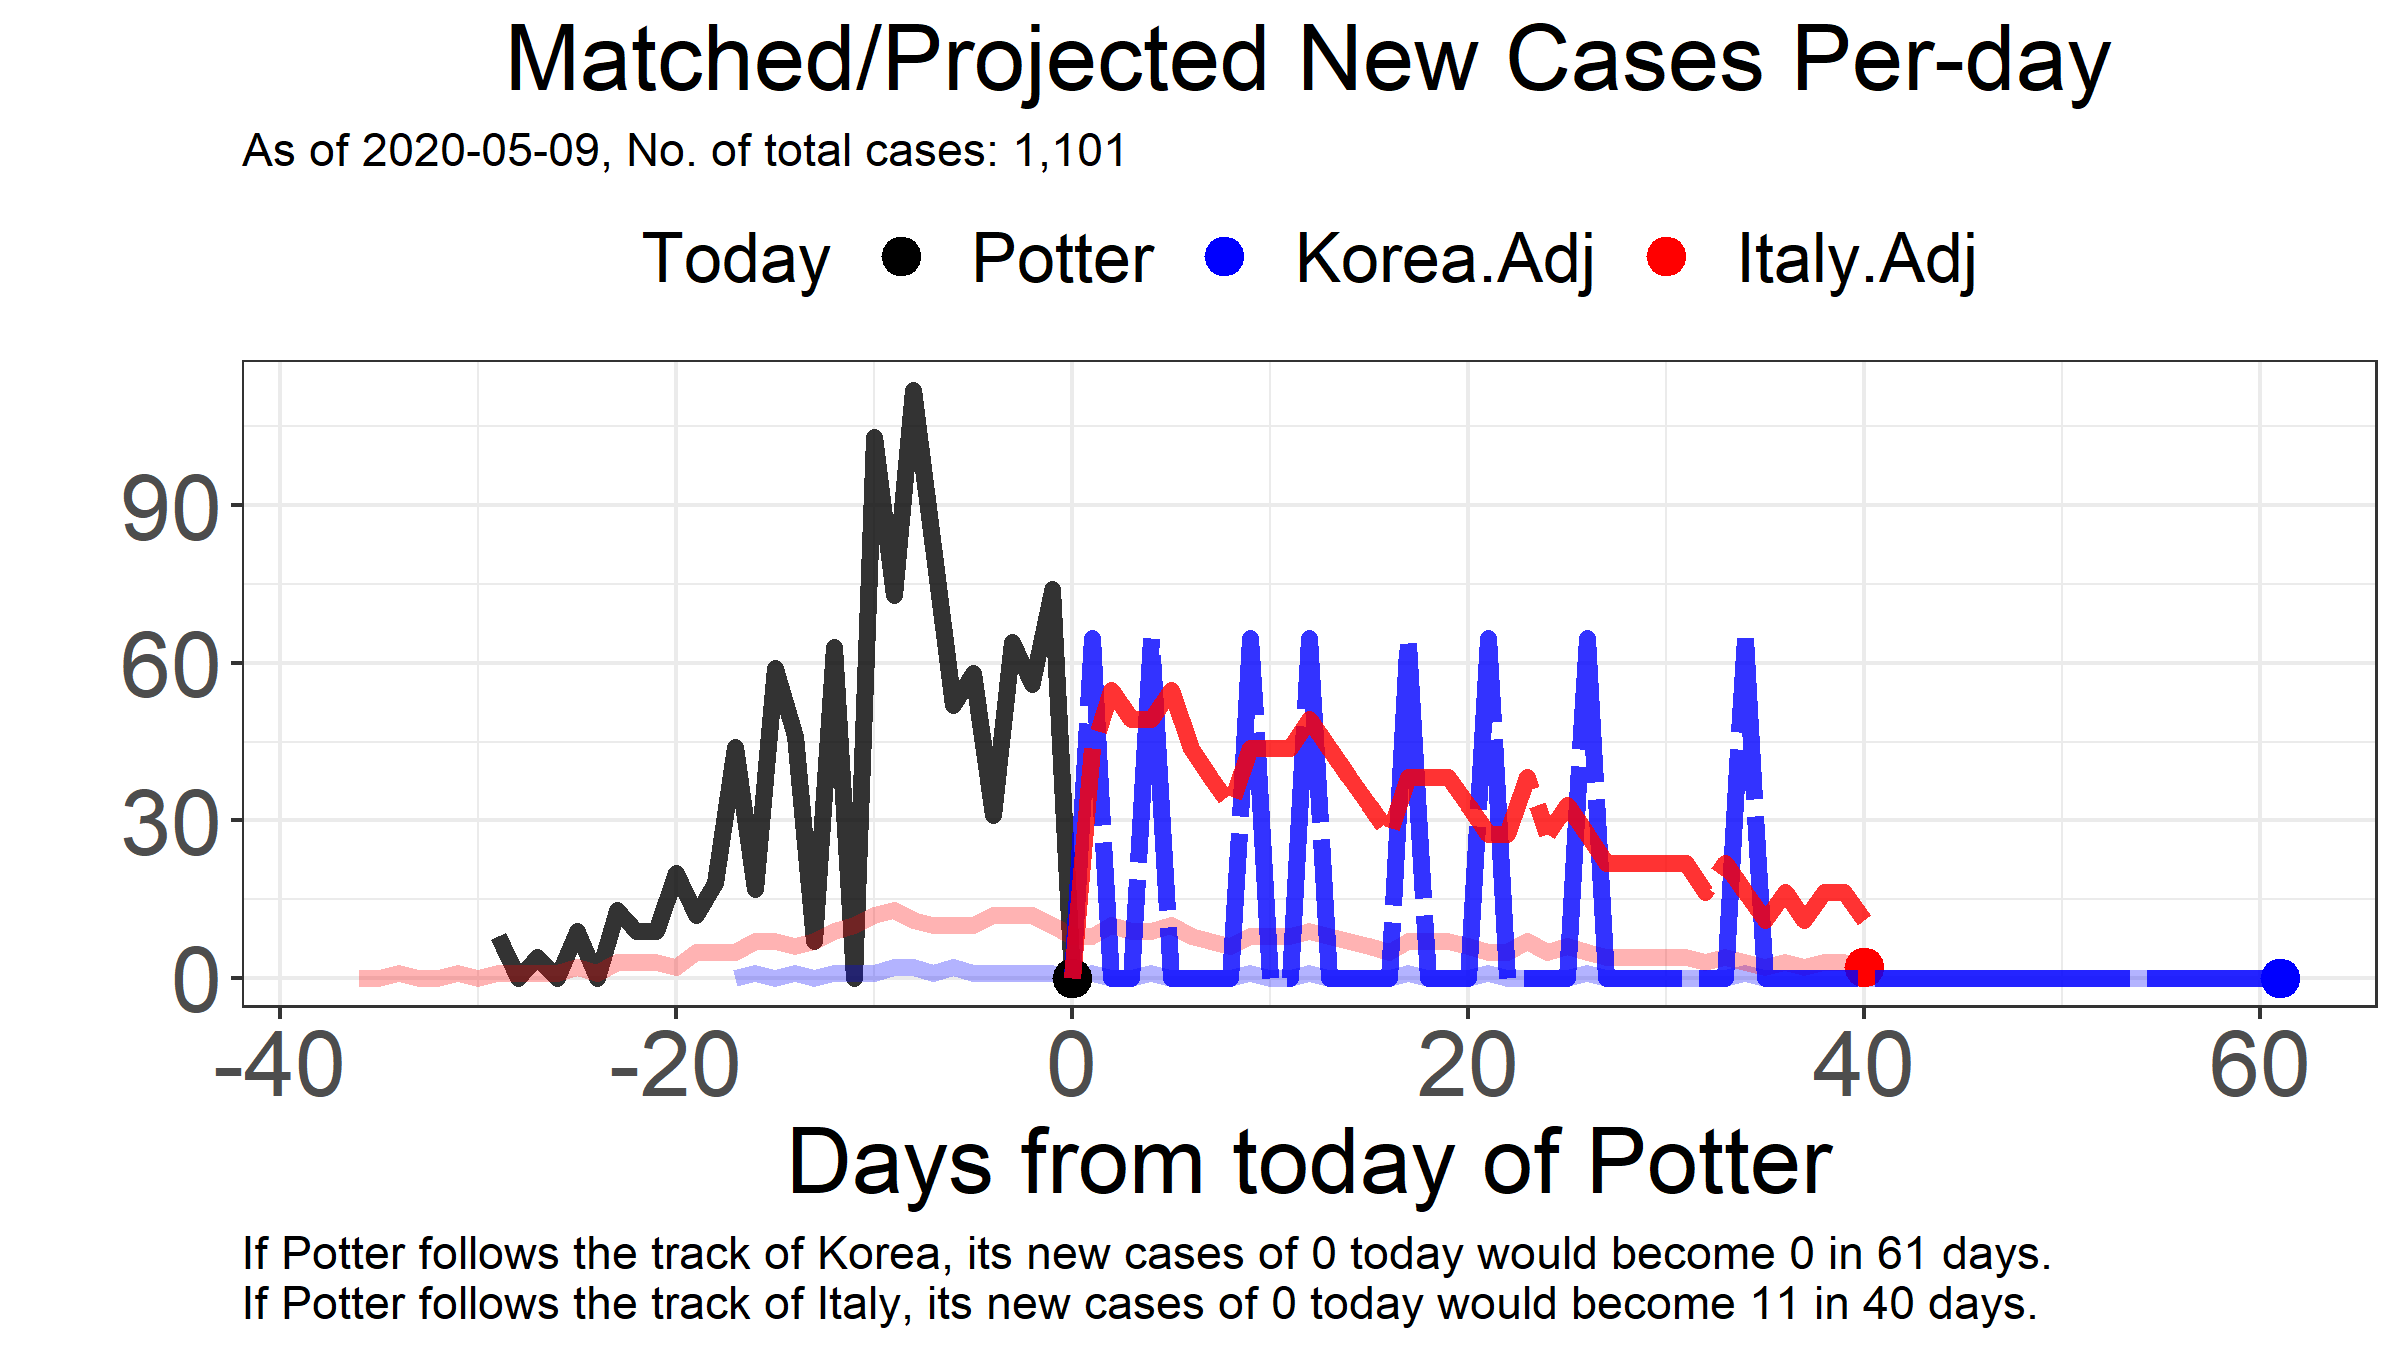 Matched/Projected New Cases Per-day
As of 2020-05-09, No. of total cases: 1,101
Today Potter Korea.Adj Italy.Adj
90
60
30
0
-40 -20 0 20 40 60
Days from today of Potter
If Potter follows the track of Korea, its new cases of 0 today would become 0 in 61 days.
If Potter follows the track of Italy, its new cases of 0 today would become 11 in 40 days.